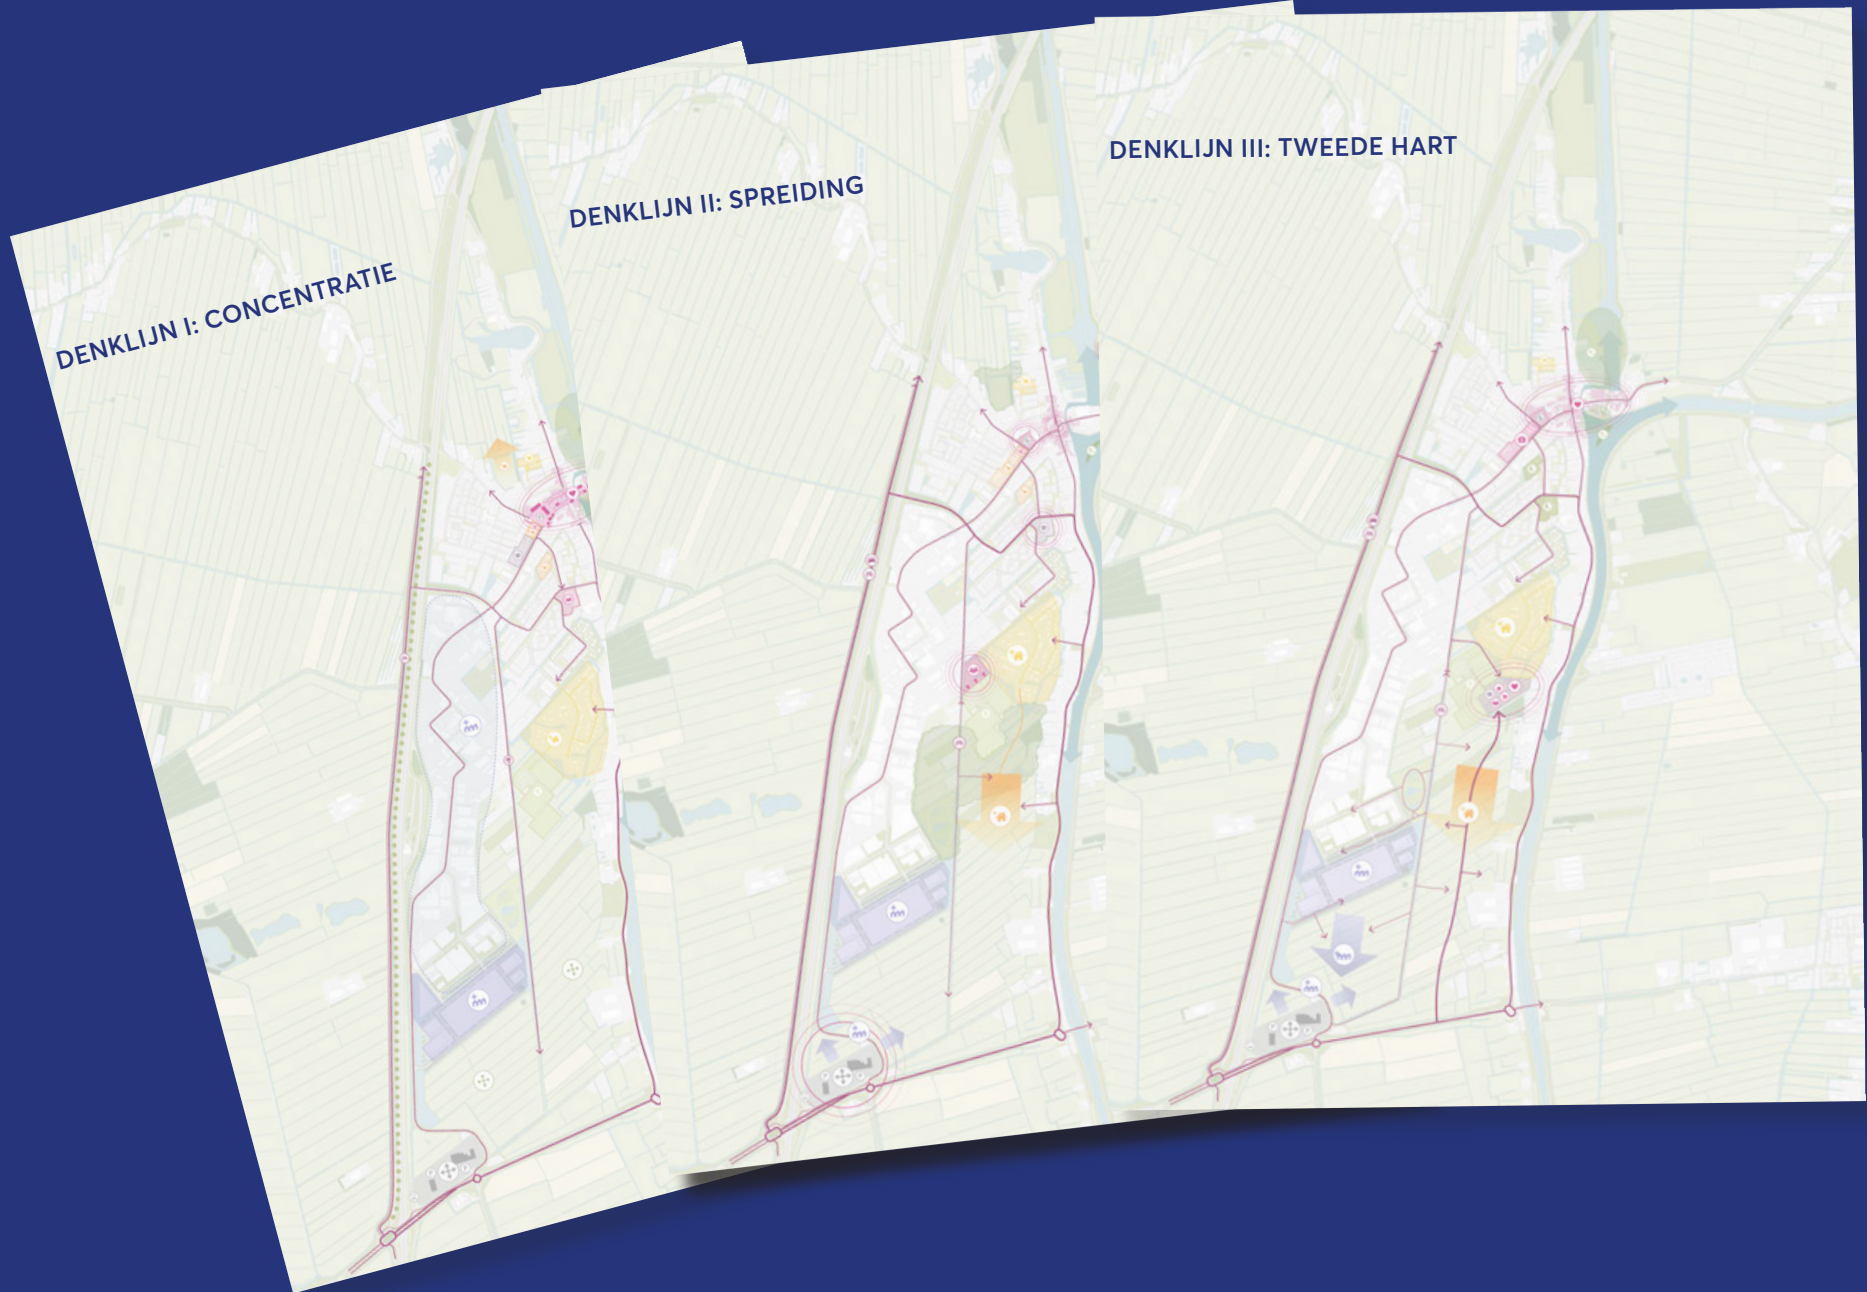 DENKLIJN I: CONCENTRATIE
DENKLIJN II: SPREIDING
DENKLIJN III: TWEEDE HART